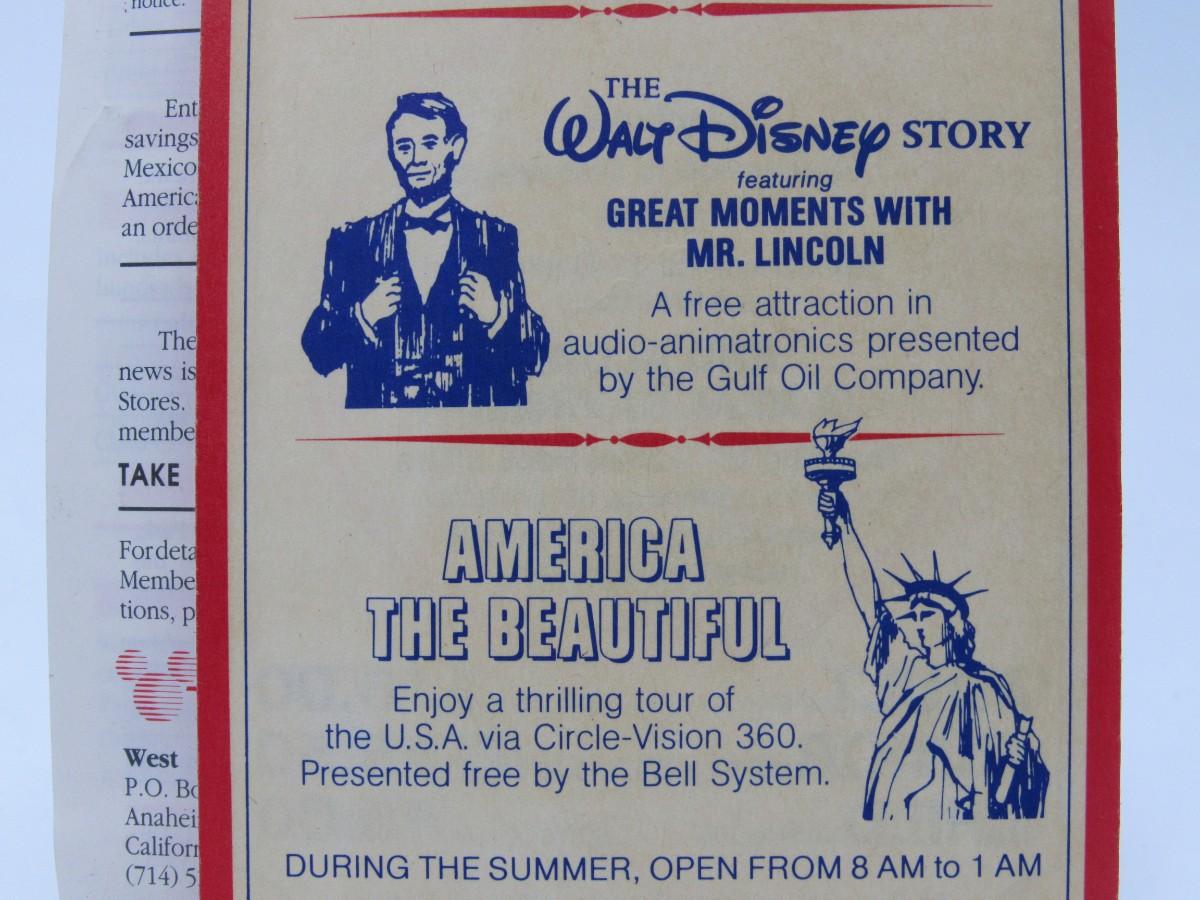 notice.
Ent
savings
Mexico
America
an orde
The
news is
Stores.
membe
TAKE
For deta
Membe
tions, p
West
P.O. Bo
Anahei
Californ
(714) 5
THE
WALT DISNEY STORY
featuring
GREAT MOMENTS WITH
MR. LINCOLN
A free attraction in
audio-animatronics presented
by the Gulf Oil Company.
AMERICA
THE BEAUTIFUL
Enjoy a thrilling tour of
the U.S.A. via Circle-Vision 360.
Presented free by the Bell System.
DURING THE SUMMER, OPEN FROM 8 AM to 1 AM